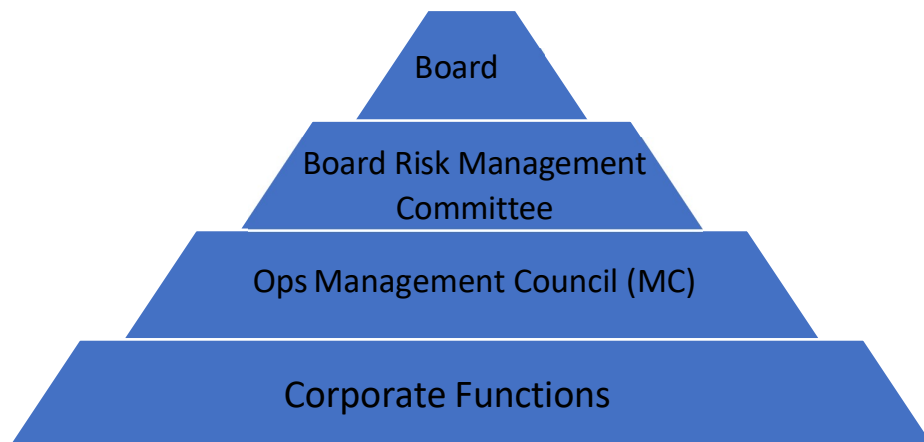 Board
Board Risk Management
Committee
Ops Management Council (MC)
Corporate Functions